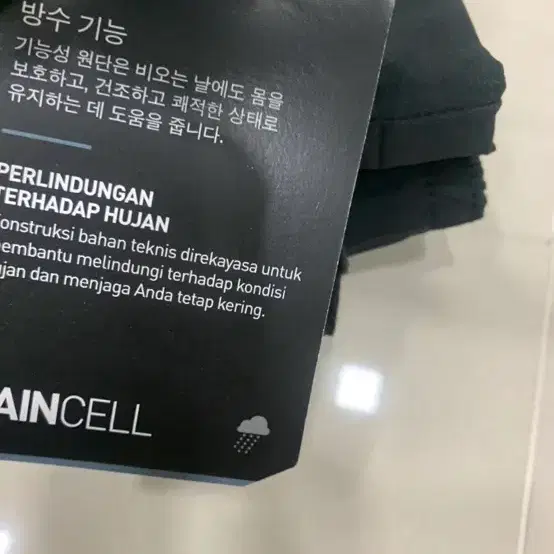 방수 기능
기능성 원단은 비오는 날에도 몸을
보호하고, 건조하고 쾌적한 상태로
유지하는 데 도움을 줍니다.
PERLINDUNGAN
TERHADAP HUJAN
Konstruksi bahan teknis direkayasa untuk
membantu melindungi terhadap kondisi
hujan dan menjaga Anda tetap kering.
AINCELL